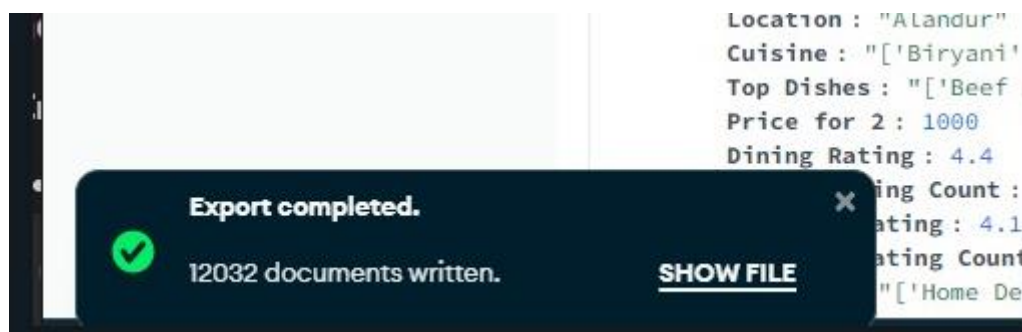 Location : "Alandur"
Cuisine : "['Biryani'
Top Dishes : "['Beef
Price for 2 : 1000
Dining Rating : 4.4
ing Count :
ating : 4.1
ating Count
"['Home De
Export completed.
12032 documents written.
SHOW FILE